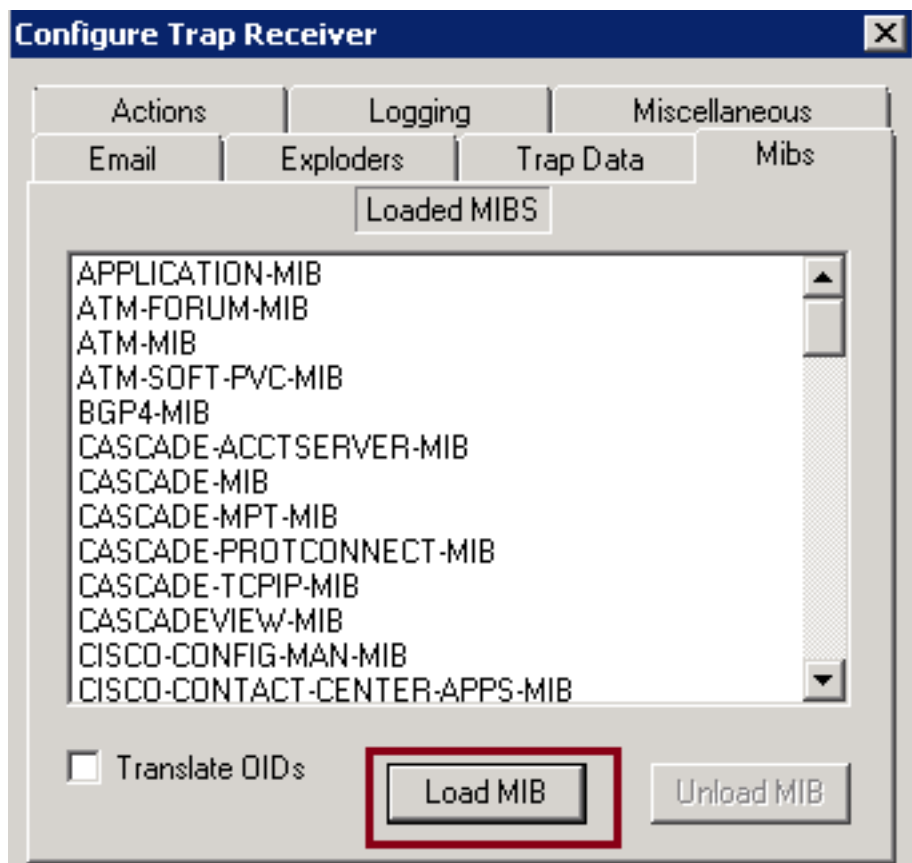 Configure Trap Receiver
Actions Logging Miscellaneous
Email Exploders Trap Data Mibs
Loaded MIBS
APPLICATION-MIB
ATM-FORUM-MIB
ATM-MIB
ATM-SOFT-PVC-MIB
BGP4-MIB
CASCADE-ACCTSERVER-MIB
CASCADE-MIB
CASCADE-MPT-MIB
CASCADE-PROTCONNECT-MIB
CASCADE-TCPIP-MIB
CASCADEVIEW-MIB
CISCO-CONFIG-MAN-MIB
CISCO-CONTACT-CENTER-APPS-MIB
Translate OIDs Load MIB Unload MIB